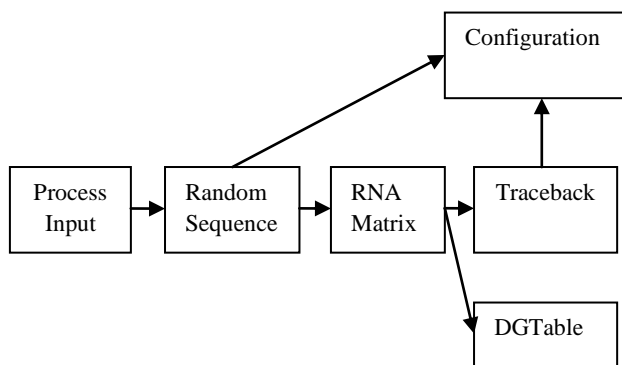 Configuration
Process
Input
Random
Sequence
RNA
Matrix
Traceback
DGTable